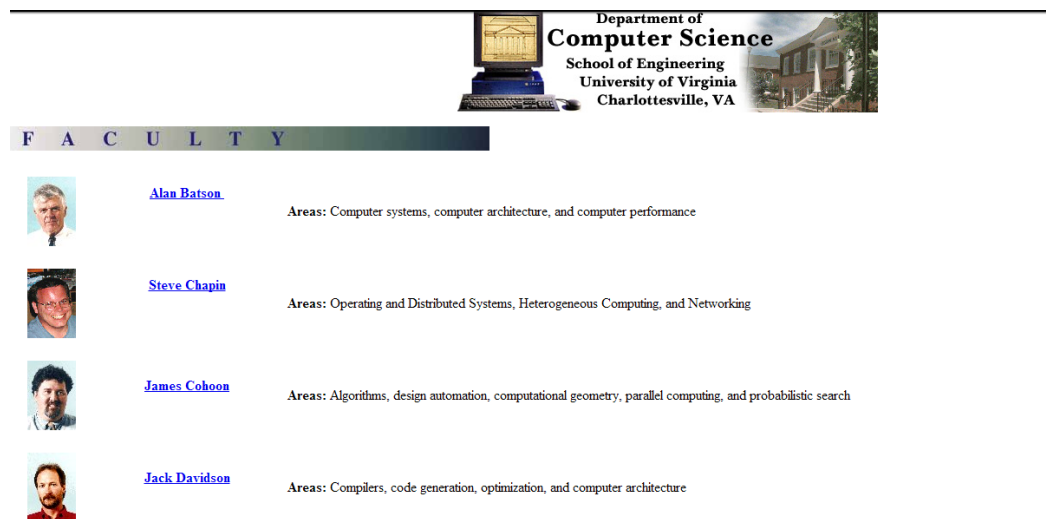 Department of
Computer Science
School of Engineering
University of Virginia
Charlottesville, VA
FACULTY
Alan Batson
Areas: Computer systems, computer architecture, and computer performance
Steve Chapin
Areas: Operating and Distributed Systems, Heterogeneous Computing, and Networking
James Cohoon
Areas: Algorithms, design automation, computational geometry, parallel computing, and probabilistic search
Jack Davidson
Areas: Compilers, code generation, optimization, and computer architecture